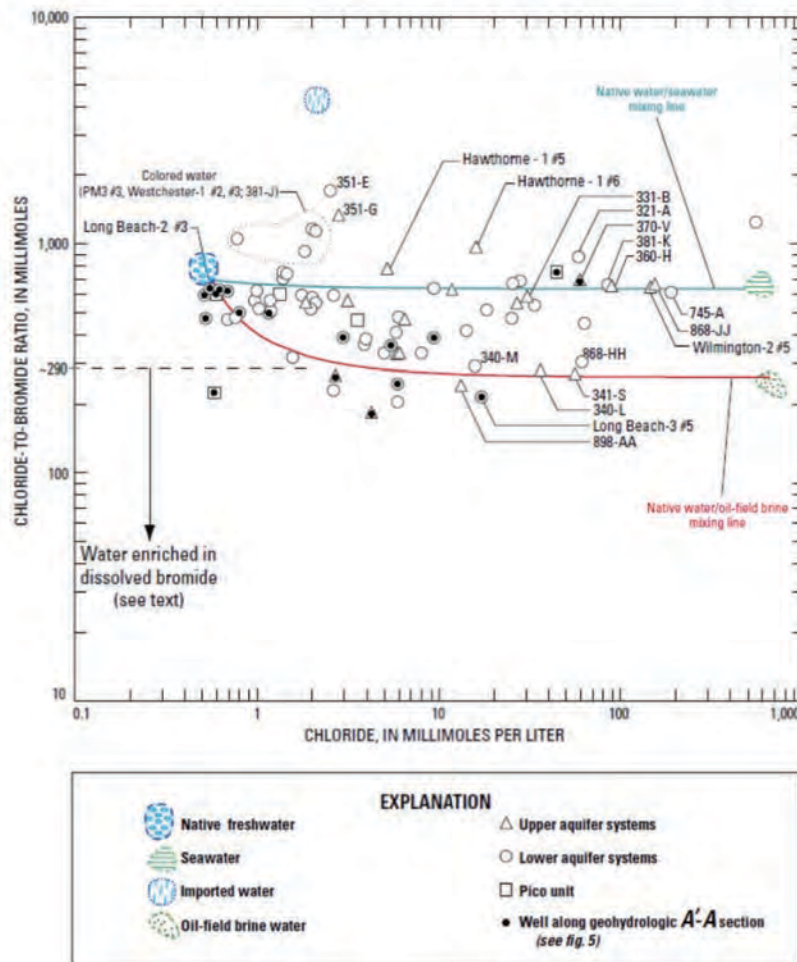 10,000
Native water/seawater
mixing line
Colored water
(PM3 #3, Westchester-1 #2, #3; 381-J)
351-E
Hawthorne - 1 #5
Hawthorne - 1 #6
351-G
331-B
321-A
370-V
381-K
360-H
Long Beach-2 #3
1,000
745-A
868-JJ
Wilmington-2 #5
~290
340-M
868-HH
341-S
340-L
Long Beach-3 #5
898-AA
100
Native water/oil-field brine
mixing line
Water enriched in
dissolved bromide
(see text)
10
0.1
1
10
100
1,000
CHLORIDE-TO-BROMIDE RATIO, IN MILLIMOLES
CHLORIDE, IN MILLIMOLES PER LITER
EXPLANATION
Native freshwater
Seawater
Imported water
Oil-field brine water
Upper aquifer systems
Lower aquifer systems
Pico unit
Well along geohydrologic A'-A section
(see fig. 5)